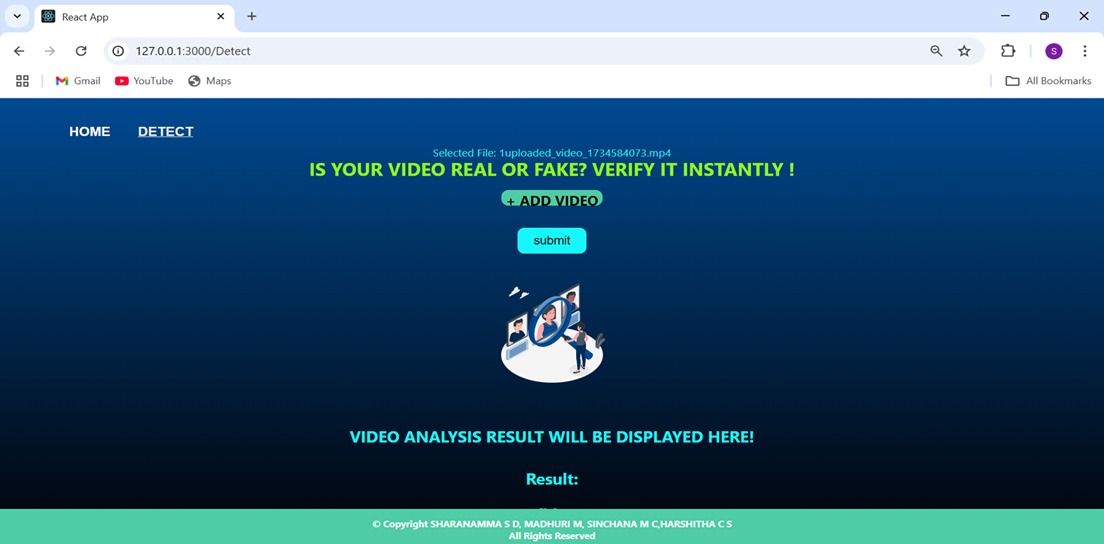 React App
127.0.0.1:3000/Detect
S
Gmail YouTube Maps All Bookmarks
HOME DETECT
Selected File: 1uploaded_video_1734584073.mp4
IS YOUR VIDEO REAL OR FAKE? VERIFY IT INSTANTLY !
+ ADD VIDEO
submit
VIDEO ANALYSIS RESULT WILL BE DISPLAYED HERE!
Result:
© Copyright SHARANAMMA S D, MADHURI M, SINCHANA M C,HARSHITHA C S
All Rights Reserved